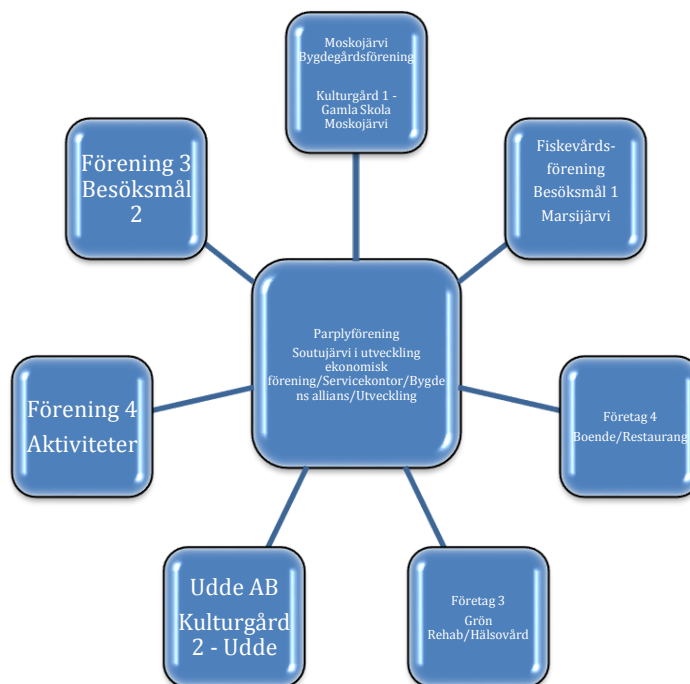 Moskojärvi
Bygdegårdsförening
Kulturgård 1 -
Gamla Skola
Moskojärvi
Fiskevårds-
förening
Besöksmål 1
Marsijärvi
Företag 4
Boende/Restaurang
Företag 3
Grön
Rehab/Hälsovård
Udde AB
Kulturgård
2 - Udde
Förening 4
Aktiviteter
Förening 3
Besöksmål
2
Parplyförening
Soutujärvi i utveckling
ekonomisk
förening/Servicekontor/Bygde
ns allians/Utveckling